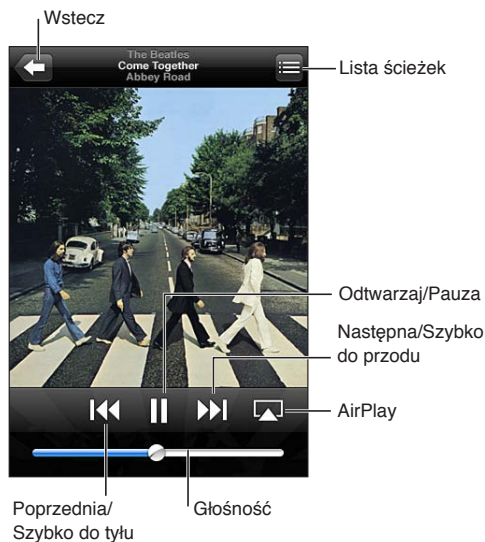 Wstecz
The Beatles
Come Together
Abbey Road
Lista ścieżek
Odtwarzaj/Pauza
Następna/Szybko
do przodu
AirPlay
Poprzednia/
Szybko do tyłu
Głośność